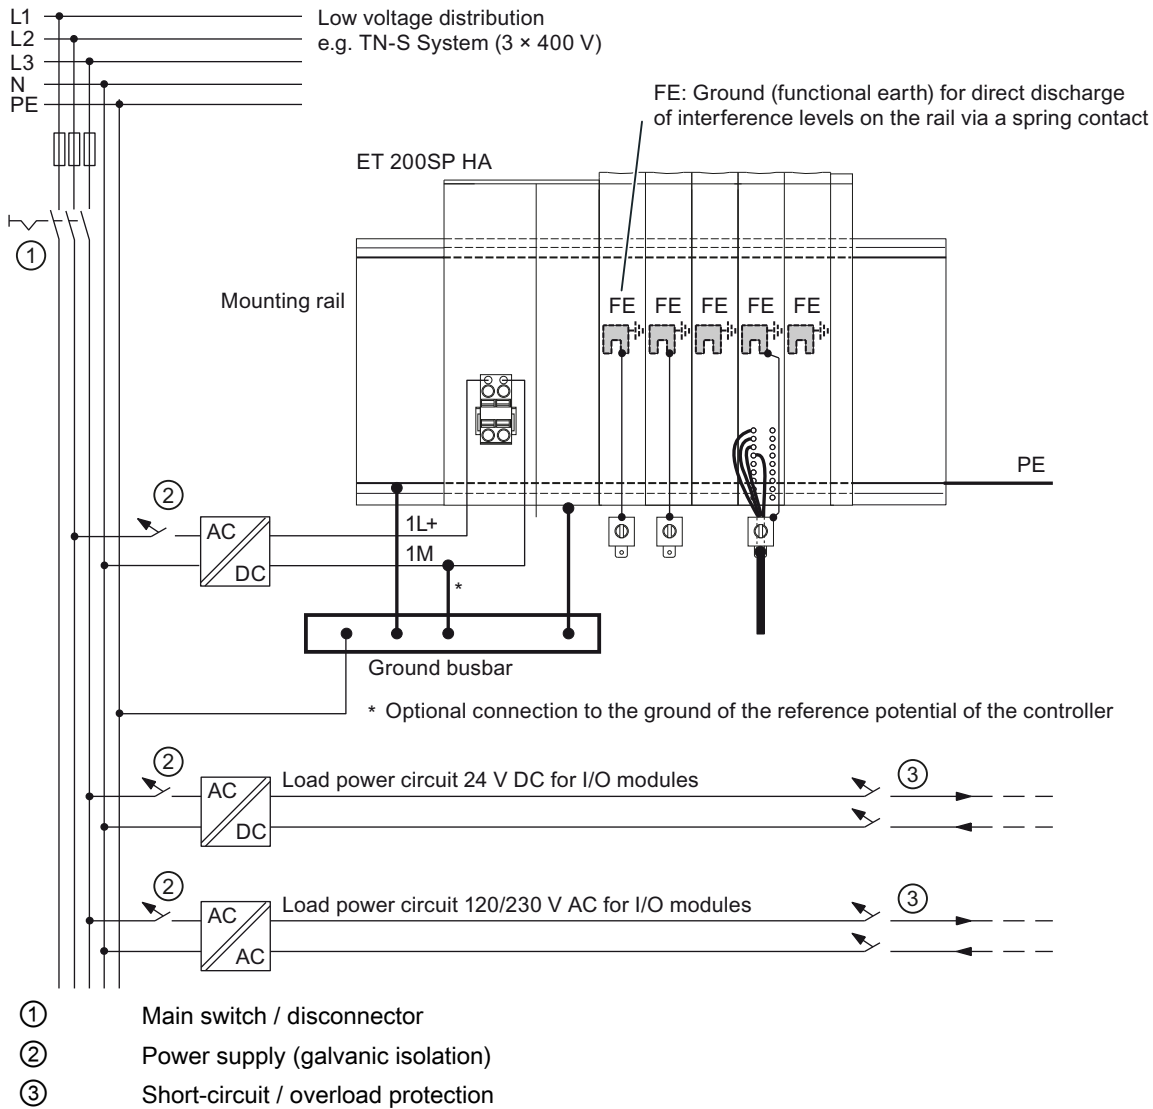 L1
L2
L3
N
PE
Low voltage distribution
e.g. TN-S System (3 × 400 V)
FE: Ground (functional earth) for direct discharge
of interference levels on the rail via a spring contact
ET 200SP HA
①
Mounting rail
FE FE FE FE FE
PE
②
AC
DC
1L+
1M
*
Ground busbar
* Optional connection to the ground of the reference potential of the controller
②
AC
DC
Load power circuit 24 V DC for I/O modules
③
②
AC
AC
Load power circuit 120/230 V AC for I/O modules
③
① Main switch / disconnector
② Power supply (galvanic isolation)
③ Short-circuit / overload protection